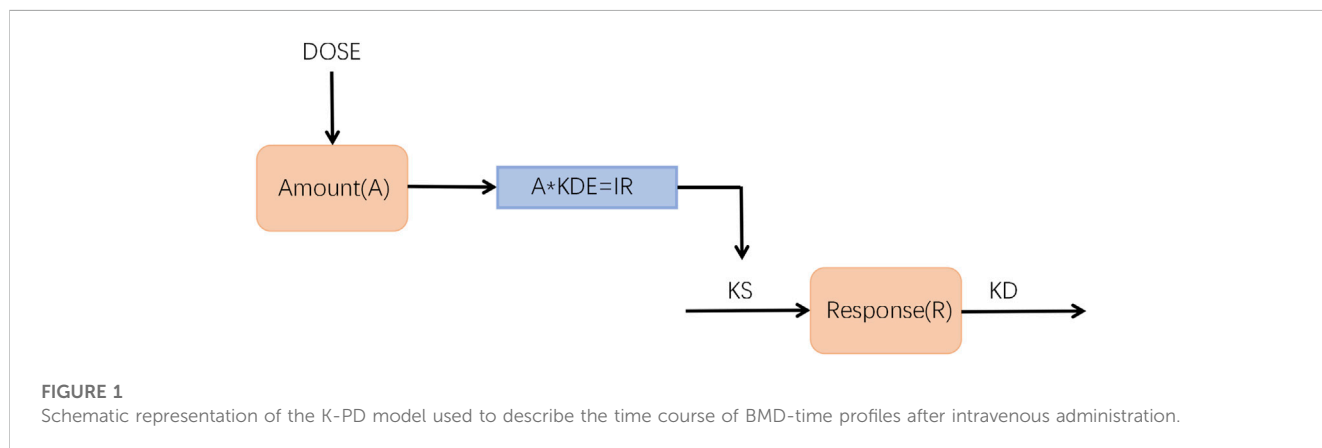 DOSE
Amount(A)
A*KDE=IR
KS
Response(R)
KD
FIGURE 1
Schematic representation of the K-PD model used to describe the time course of BMD-time profiles after intravenous administration.